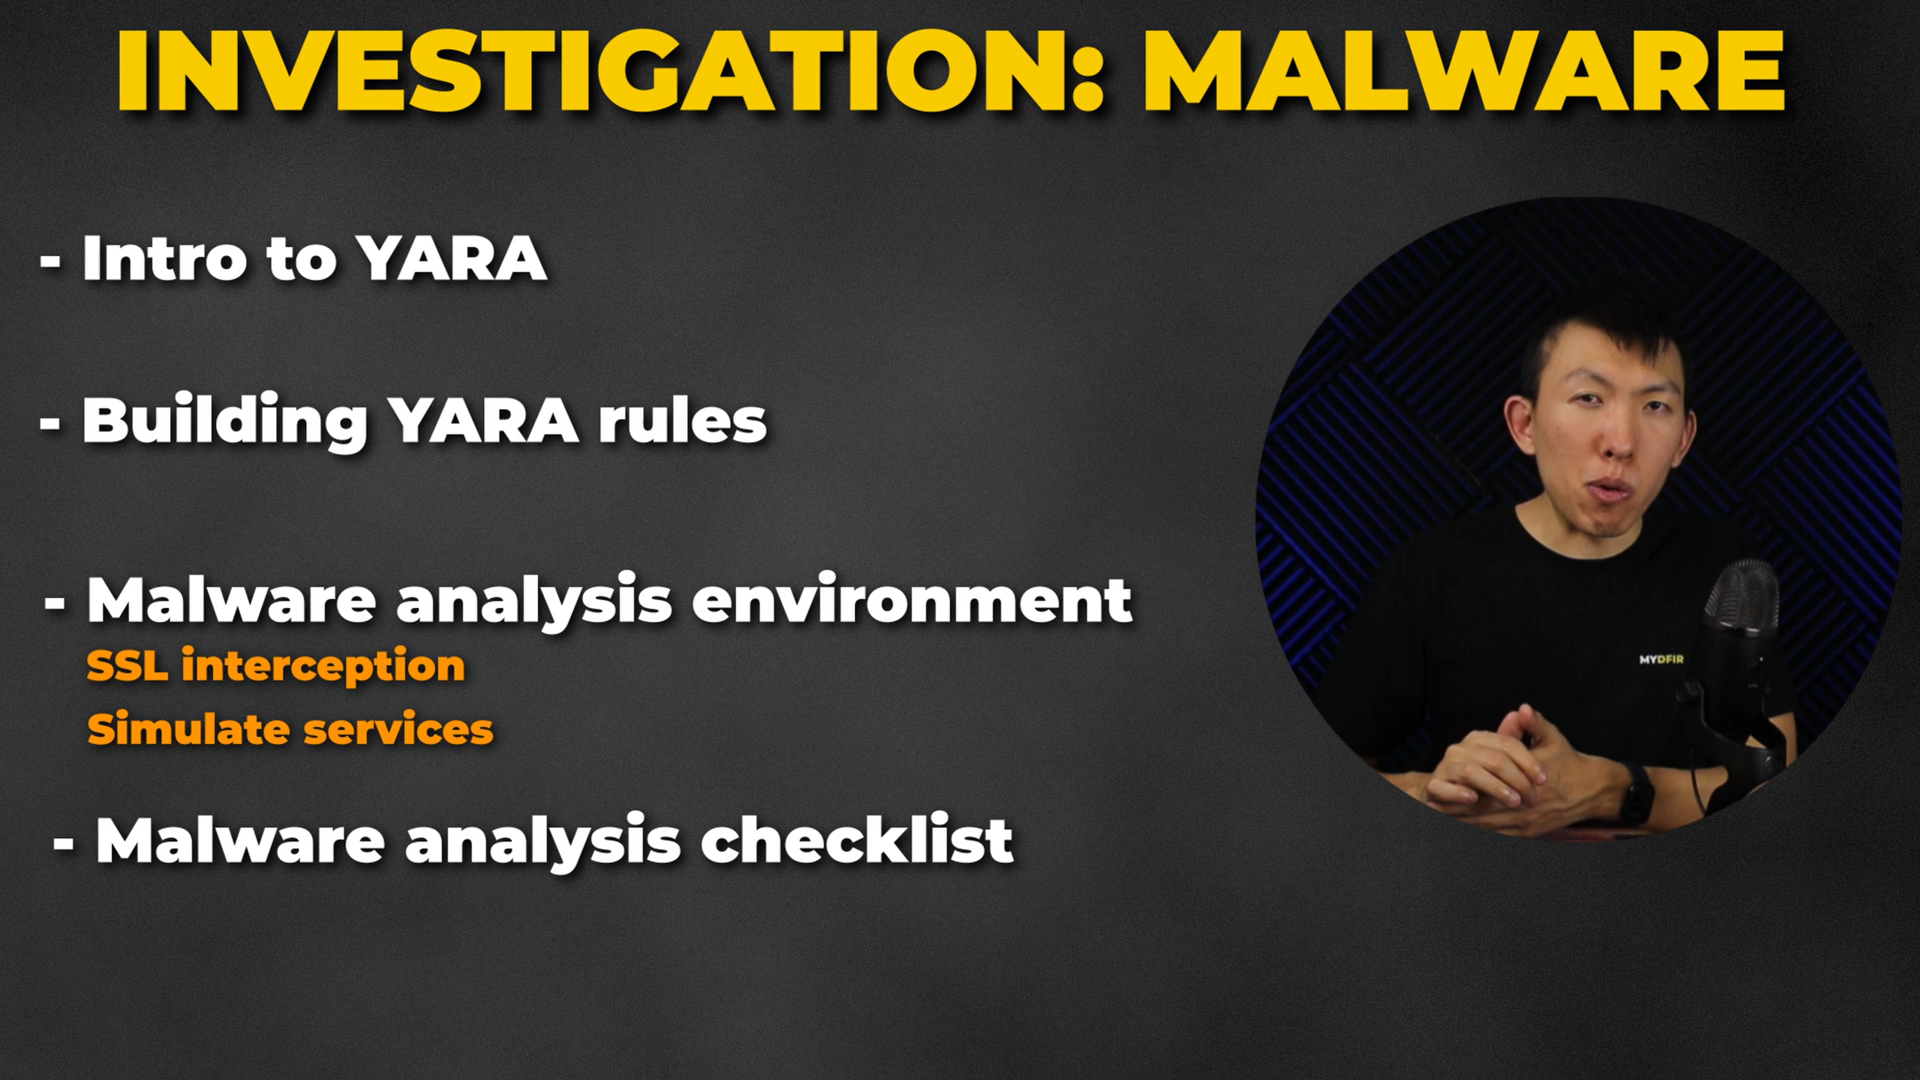 INVESTIGATION: MALWARE
- Intro to YARA
- Building YARA rules
- Malware analysis environment
SSL interception
Simulate services
- Malware analysis checklist
MYDFIR